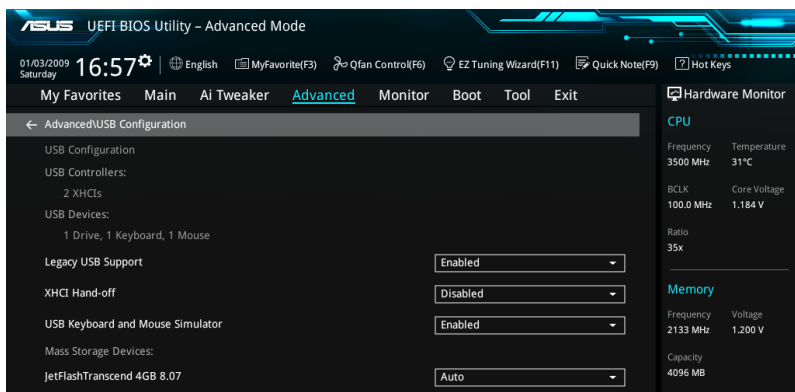 ASUS UEFI BIOS Utility – Advanced Mode
01/03/2009
Saturday
16:57
English MyFavorite(F3) Qfan Control(F6) EZ Tuning Wizard(F11) Quick Note(F9) ? Hot Keys
My Favorites Main Ai Tweaker Advanced Monitor Boot Tool Exit
Hardware Monitor
← Advanced\USB Configuration
USB Configuration
USB Controllers:
2 XHCIs
USB Devices:
1 Drive, 1 Keyboard, 1 Mouse
Legacy USB Support Enabled
XHCI Hand-off Disabled
USB Keyboard and Mouse Simulator Enabled
Mass Storage Devices:
JetFlashTranscend 4GB 8.07 Auto
CPU
Frequency Temperature
3500 MHz 31°C
BCLK Core Voltage
100.0 MHz 1.184 V
Ratio
35x
Memory
Frequency Voltage
2133 MHz 1.200 V
Capacity
4096 MB